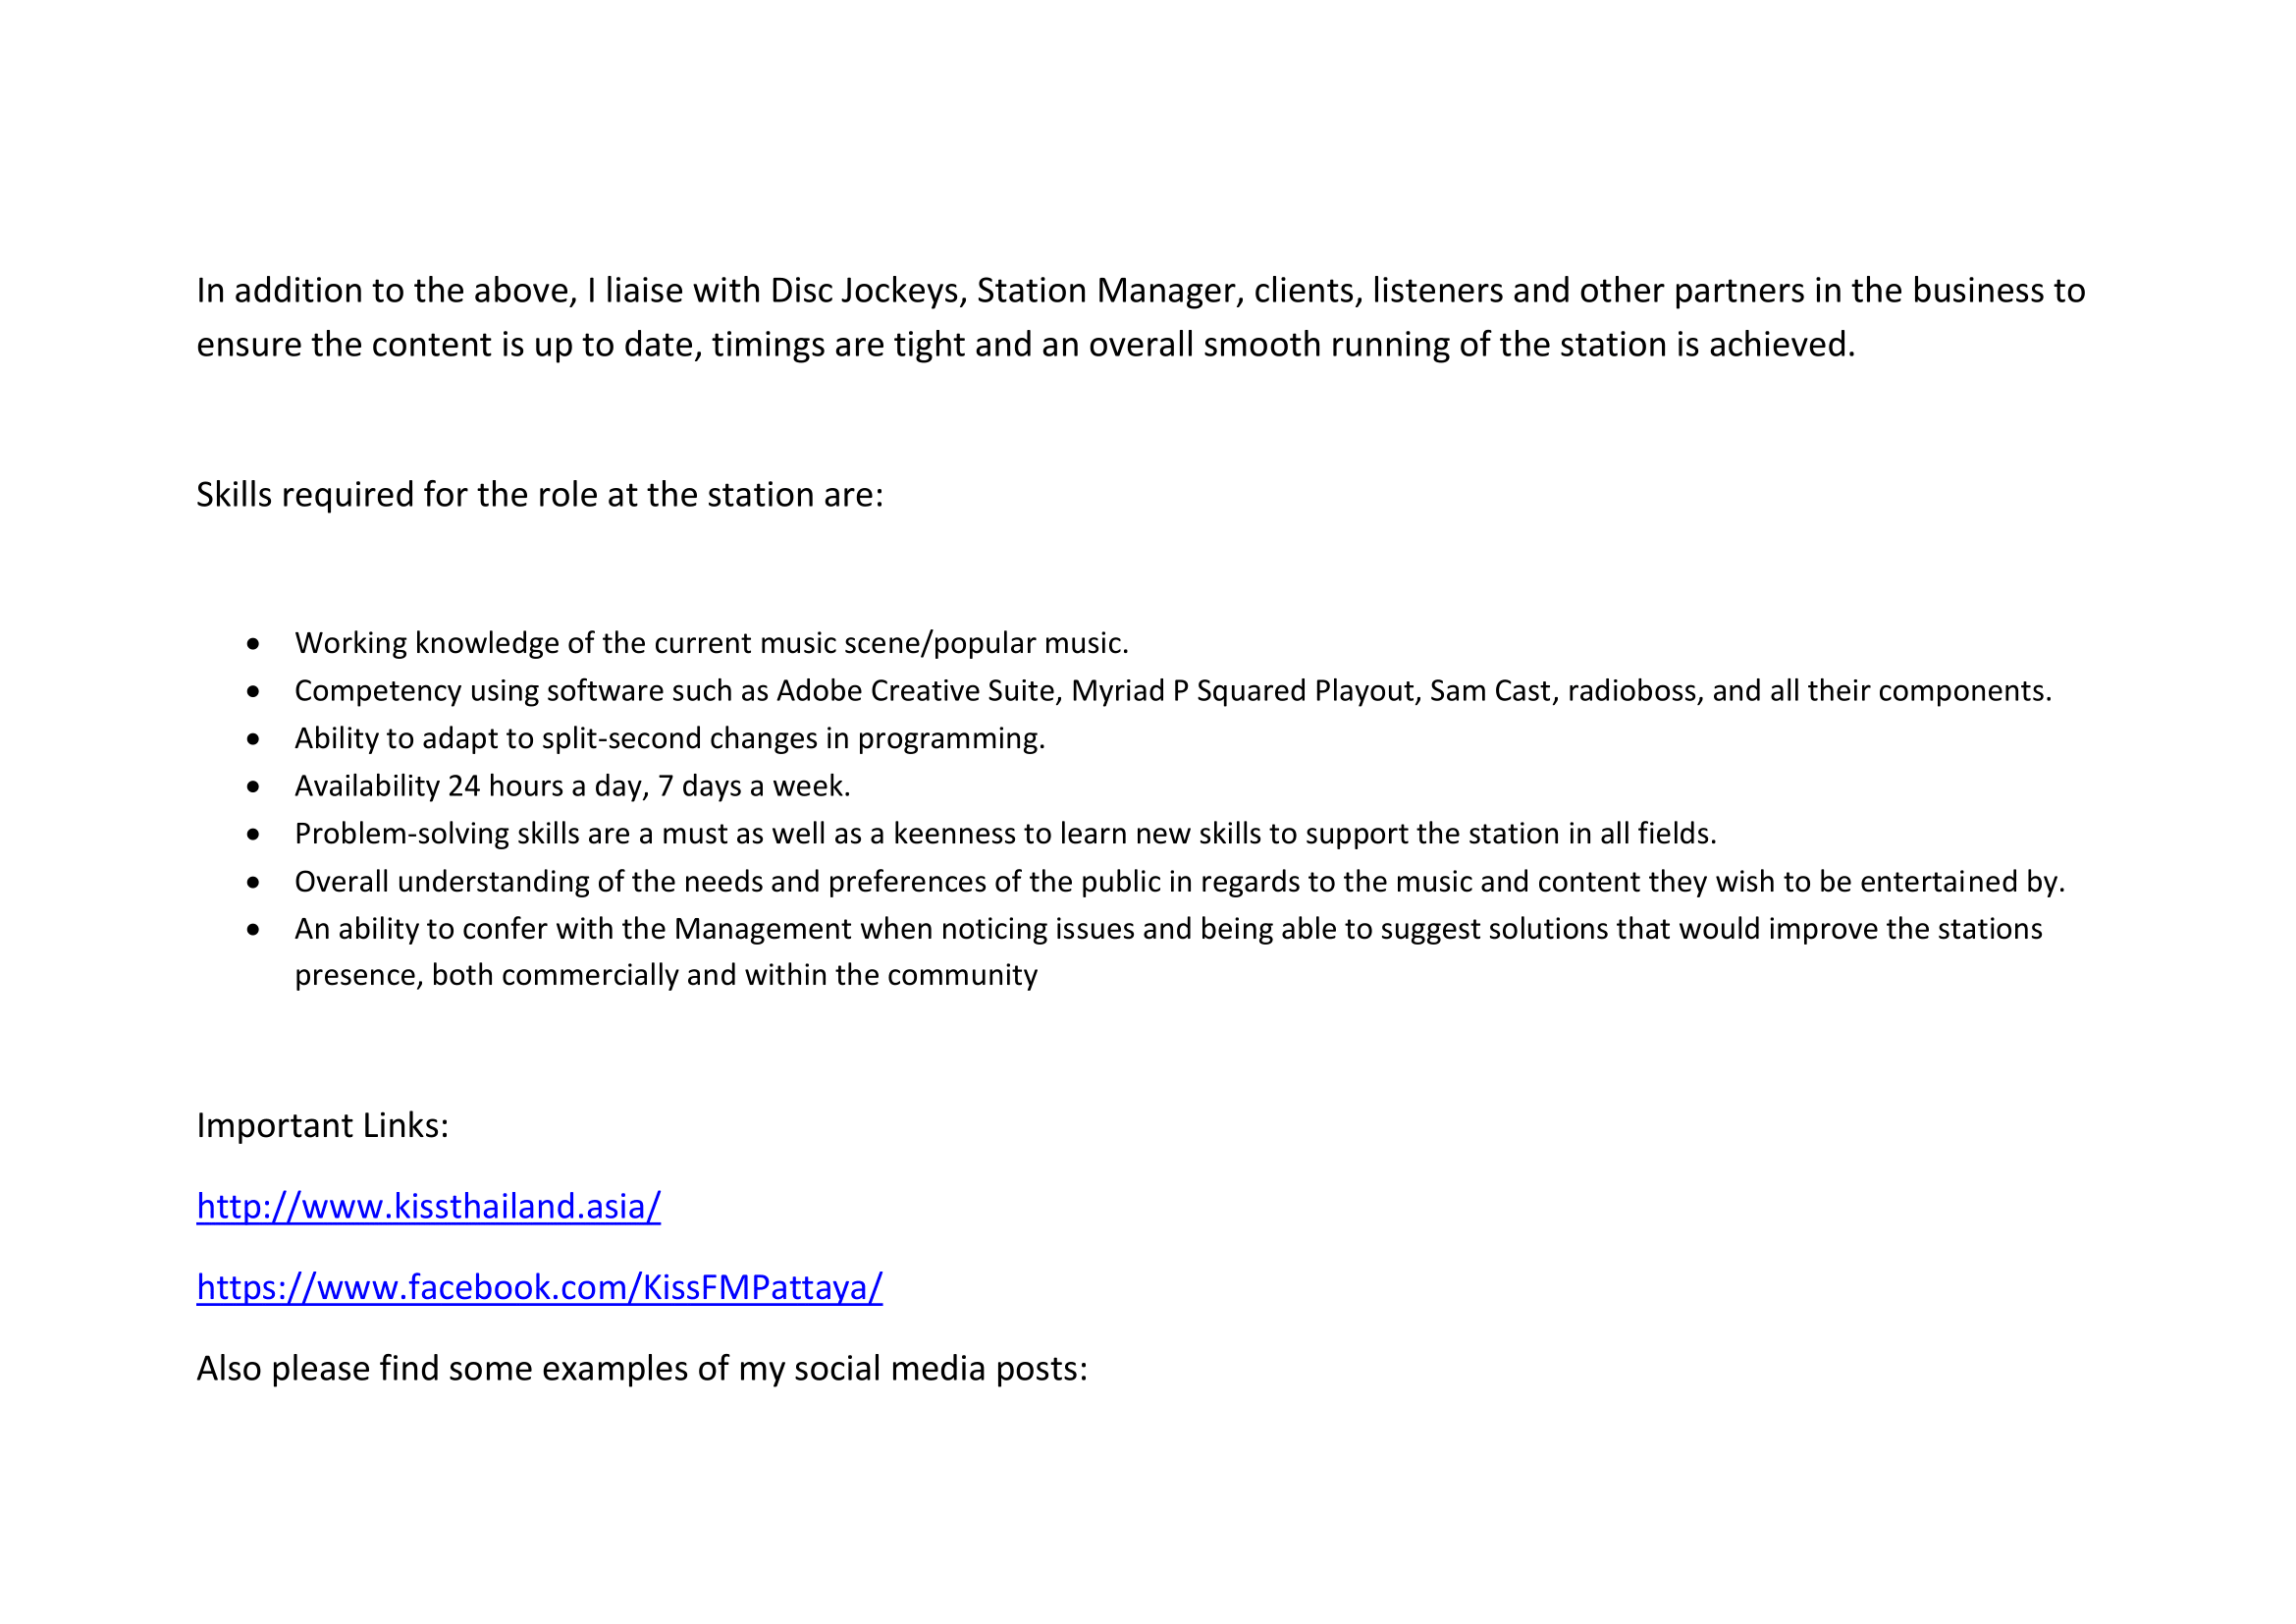 In addition to the above, I liaise with Disc Jockeys, Station Manager, clients, listeners and other partners in the business to
ensure the content is up to date, timings are tight and an overall smooth running of the station is achieved.
Skills required for the role at the station are:
• Working knowledge of the current music scene/popular music.
• Competency using software such as Adobe Creative Suite, Myriad P Squared Playout, Sam Cast, radioboss, and all their components.
• Ability to adapt to split-second changes in programming.
• Availability 24 hours a day, 7 days a week.
• Problem-solving skills are a must as well as a keenness to learn new skills to support the station in all fields.
• Overall understanding of the needs and preferences of the public in regards to the music and content they wish to be entertained by.
• An ability to confer with the Management when noticing issues and being able to suggest solutions that would improve the stations
presence, both commercially and within the community
Important Links:
http://www.kissthailand.asia/
https://www.facebook.com/KissFMPattaya/
Also please find some examples of my social media posts: